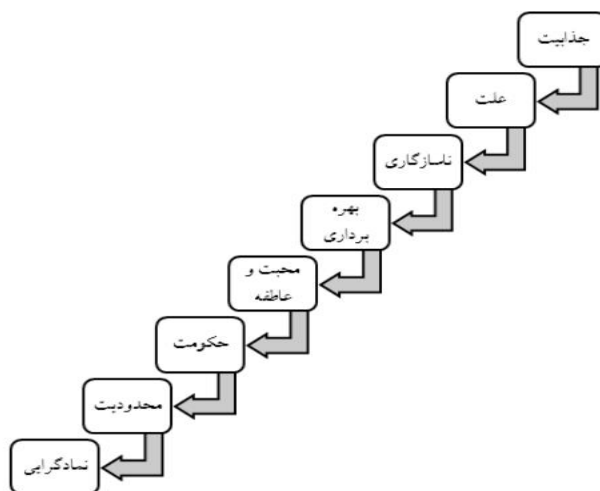 جذابیت
علت
ناسازگاری
بهره
برداری
محبت و
عاطفه
حکومت
محدودیت
نمادگرایی